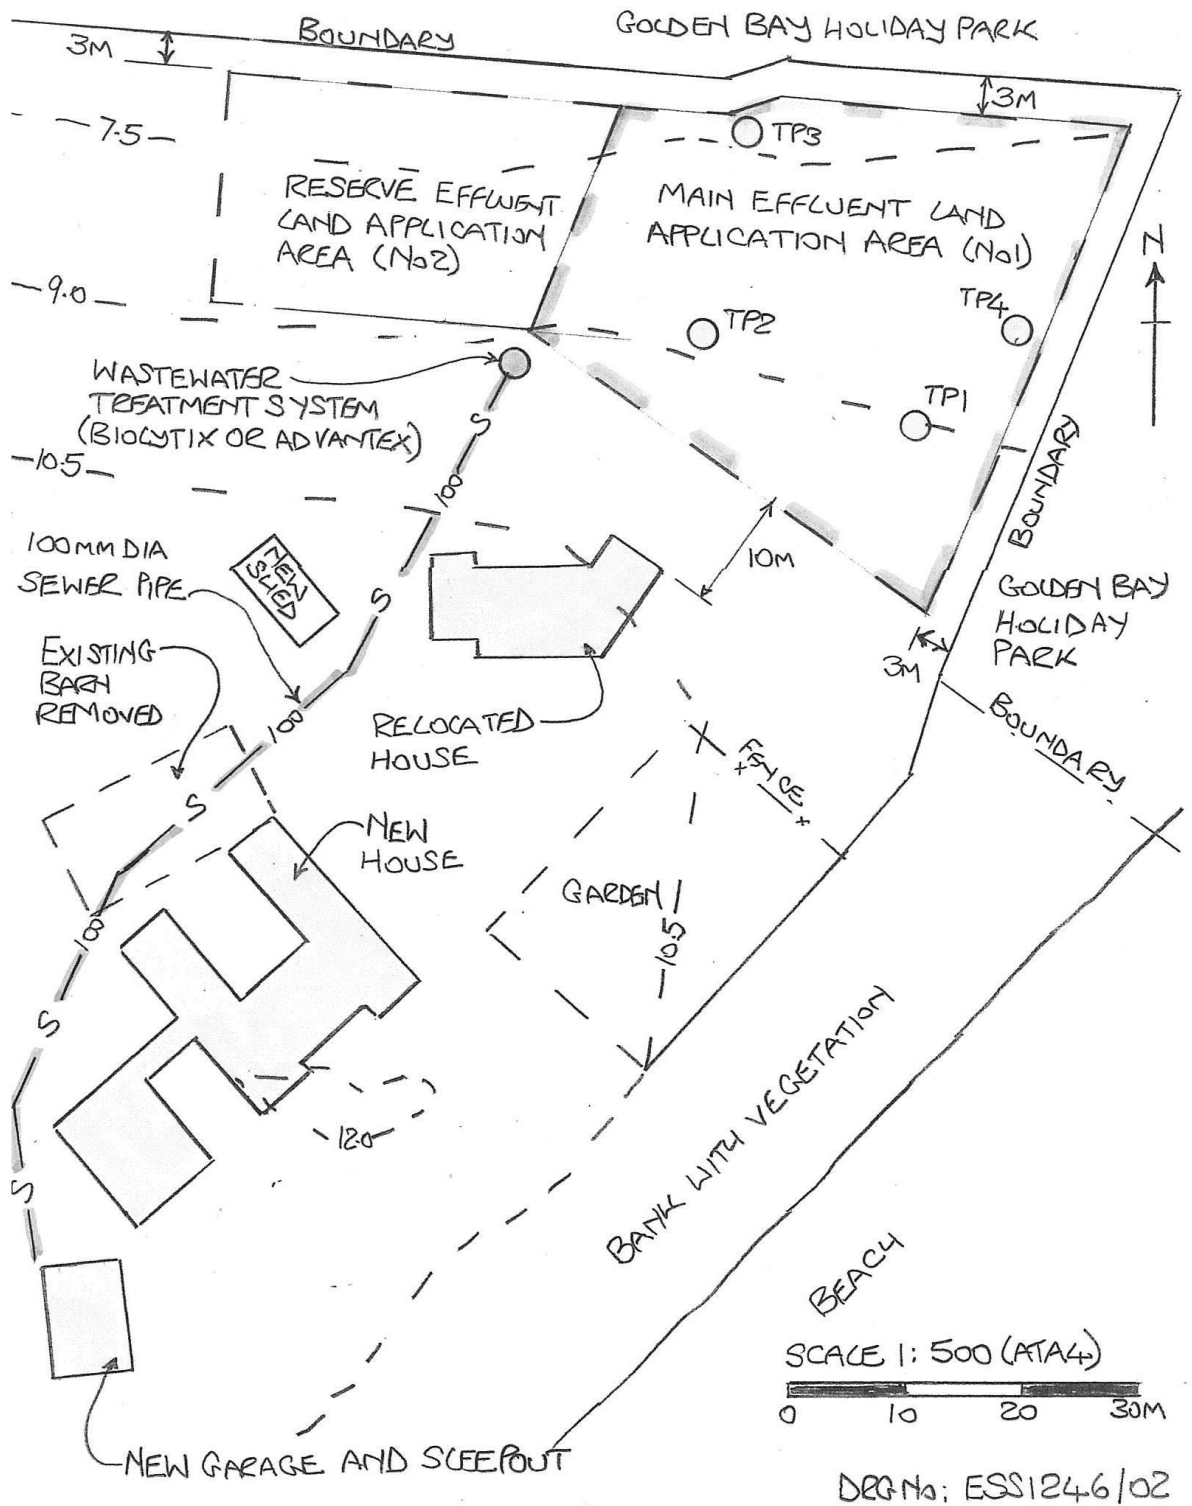 BOUNDARY
GOLDEN BAY HOLIDAY PARK
3M
3M
-7.5-
TP3
RESERVE EFFLUENT
LAND APPLICATION
AREA (No2)
MAIN EFFLUENT LAND
APPLICATION AREA (No1)
N
-9.0-
TP2
TP4
WASTEWATER
TREATMENT SYSTEM
(BIOLYTIX OR ADVANTEX)
TP1
S
-10.5-
100
BOUNDARY
100MM DIA
SEWER PIPE
NEW
SHED
10M
S
GOLDEN BAY
HOLIDAY
PARK
EXISTING
BARN
REMOVED
3M
100
RELOCATED
HOUSE
BOUNDARY
FENCE
S
NEW
HOUSE
GARDEN
100
-10.5
S
BANK WITH VEGETATION
-12.0-
S
BEACH
SCALE 1:500 (AT A4)
0 10 20 30M
NEW GARAGE AND SLEEPOUT
DRG No: ESS1246/02